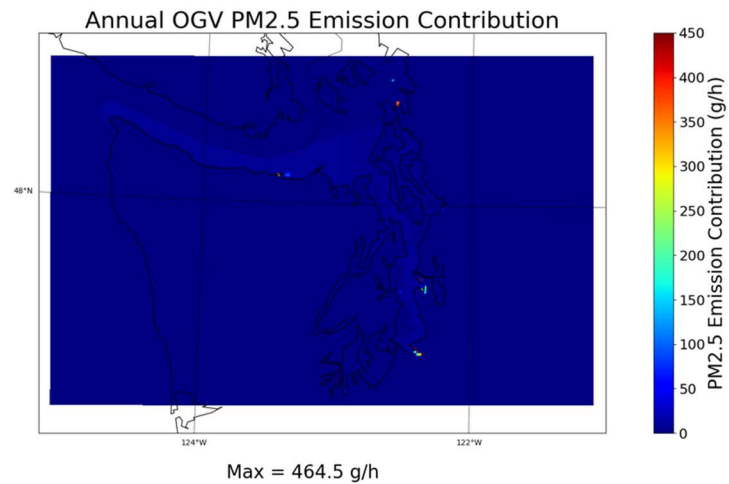 Annual OGV PM2.5 Emission Contribution
450
400
350
300
250
200
150
100
50
0
PM2.5 Emission Contribution (g/h)
48°N
124°W
122°W
Max = 464.5 g/h